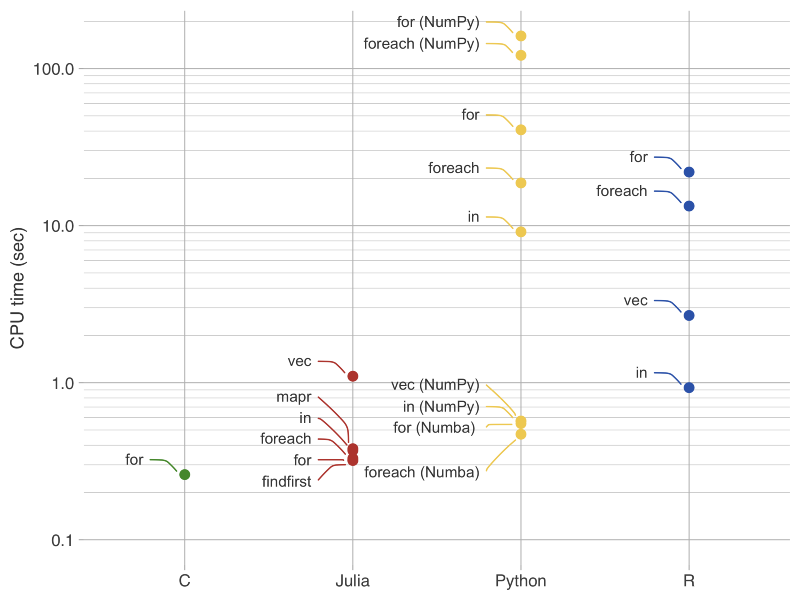 for (NumPy)
foreach (NumPy)
100.0
for
for
foreach
foreach
in
10.0
CPU time (sec)
vec
vec
in
1.0
vec (NumPy)
mapr
in (NumPy)
in
for (Numba)
foreach
for
for
foreach (Numba)
findfirst
0.1
C
Julia
Python
R